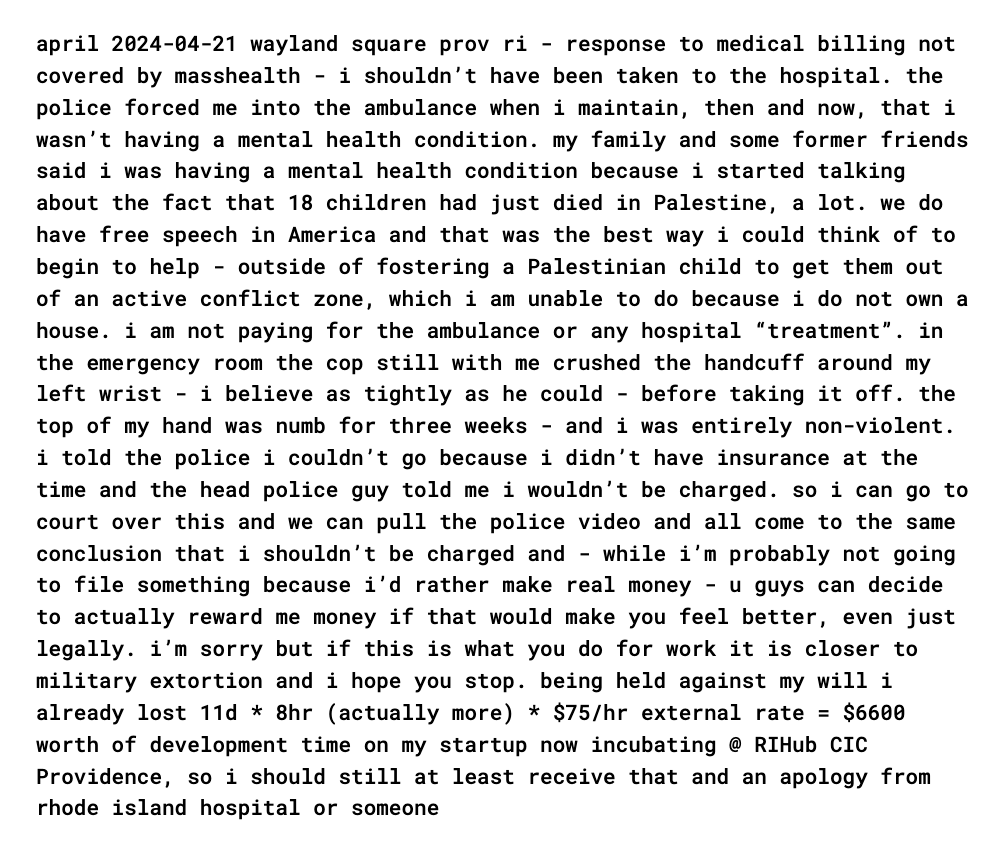 april 2024-04-21 wayland square prov ri - response to medical billing not
covered by masshealth - i shouldn’t have been taken to the hospital. the
police forced me into the ambulance when i maintain, then and now, that i
wasn’t having a mental health condition. my family and some former friends
said i was having a mental health condition because i started talking
about the fact that 18 children had just died in Palestine, a lot. we do
have free speech in America and that was the best way i could think of to
begin to help - outside of fostering a Palestinian child to get them out
of an active conflict zone, which i am unable to do because i do not own a
house. i am not paying for the ambulance or any hospital “treatment”. in
the emergency room the cop still with me crushed the handcuff around my
left wrist - i believe as tightly as he could - before taking it off. the
top of my hand was numb for three weeks - and i was entirely non-violent.
i told the police i couldn’t go because i didn’t have insurance at the
time and the head police guy told me i wouldn’t be charged. so i can go to
court over this and we can pull the police video and all come to the same
conclusion that i shouldn’t be charged and - while i’m probably not going
to file something because i’d rather make real money - u guys can decide
to actually reward me money if that would make you feel better, even just
legally. i’m sorry but if this is what you do for work it is closer to
military extortion and i hope you stop. being held against my will i
already lost 11d * 8hr (actually more) * $75/hr external rate = $6600
worth of development time on my startup now incubating @ RIHub CIC
Providence, so i should still at least receive that and an apology from
rhode island hospital or someone